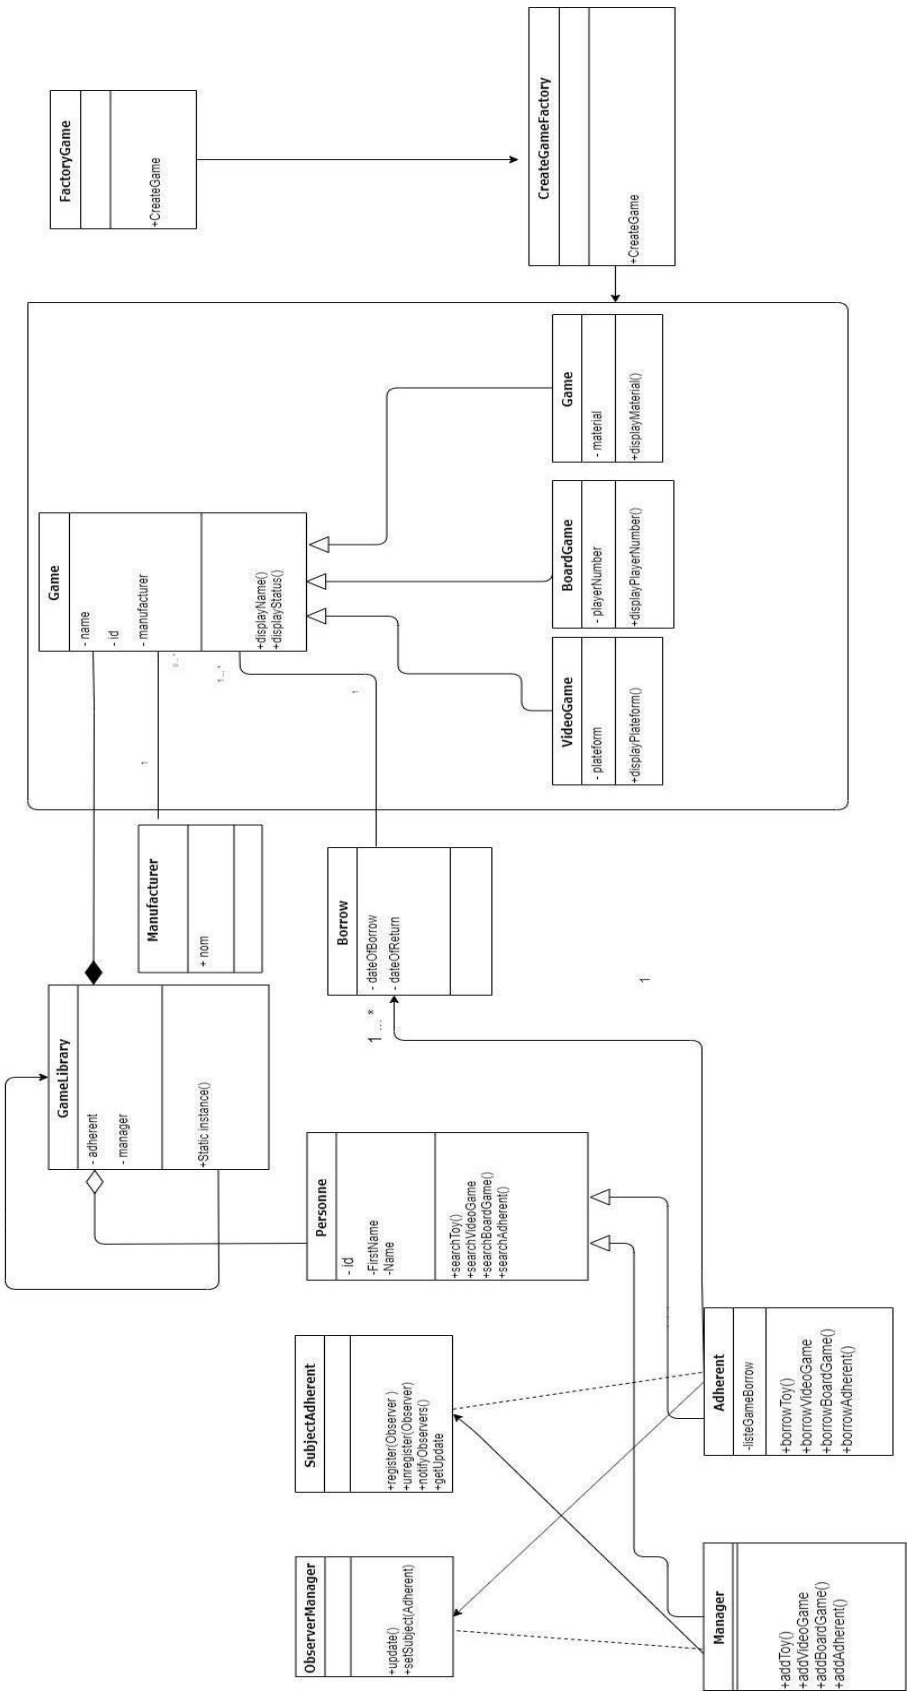 FactoryGame
+CreateGame
CreateGameFactory
+CreateGame
Game
- name
- id
- manufacturer
+displayName()
+displayStatus()
1
1...*
1
Game
- material
+displayMaterial()
BoardGame
- playerNumber
+displayPlayerNumber()
VideoGame
- plateform
+displayPlateform()
Manufacturer
+ nom
Borrow
- dateOfBorrow
- dateOfReturn
1 ... *
1
GameLibrary
- adherent
- manager
+Static instance()
Personne
- id
-FirstName
-Name
+searchToy()
+searchVideoGame
+searchBoardGame()
+searchAdherent()
SubjectAdherent
+register(Observer )
+unregister(Observer)
+notifyObservers()
+getUpdate
ObserverManager
+update()
+setSubject(Adherent)
Adherent
-listeGameBorrow
+borrowToy()
+borrowVideoGame
+borrowBoardGame()
+borrowAdherent()
Manager
+addToy()
+addVideoGame
+addBoardGame()
+addAdherent()